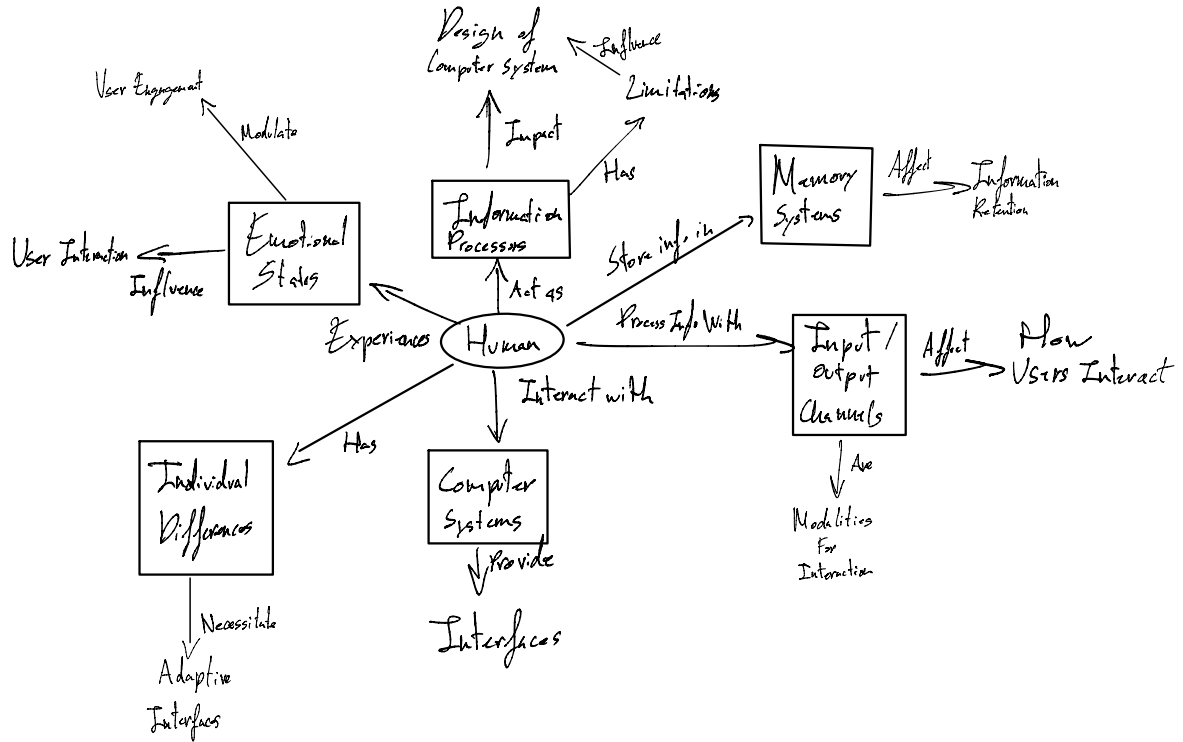 Design of
Computer System
Influence
Limitations
User Engagement
Modulate
Impact
Has
Memory
Systems
Affect
Information
Retention
Information
Processors
Emotional
States
User Interaction
Influence
Store info in
Act as
Experiences
Human
Process Info With
Input /
Output
Channels
Affect
How
Users Interact
Interact with
Has
Are
Individual
Differences
Computer
Systems
Modalities
For
Interaction
Provide
Necessitate
Interfaces
Adaptive
Interfaces